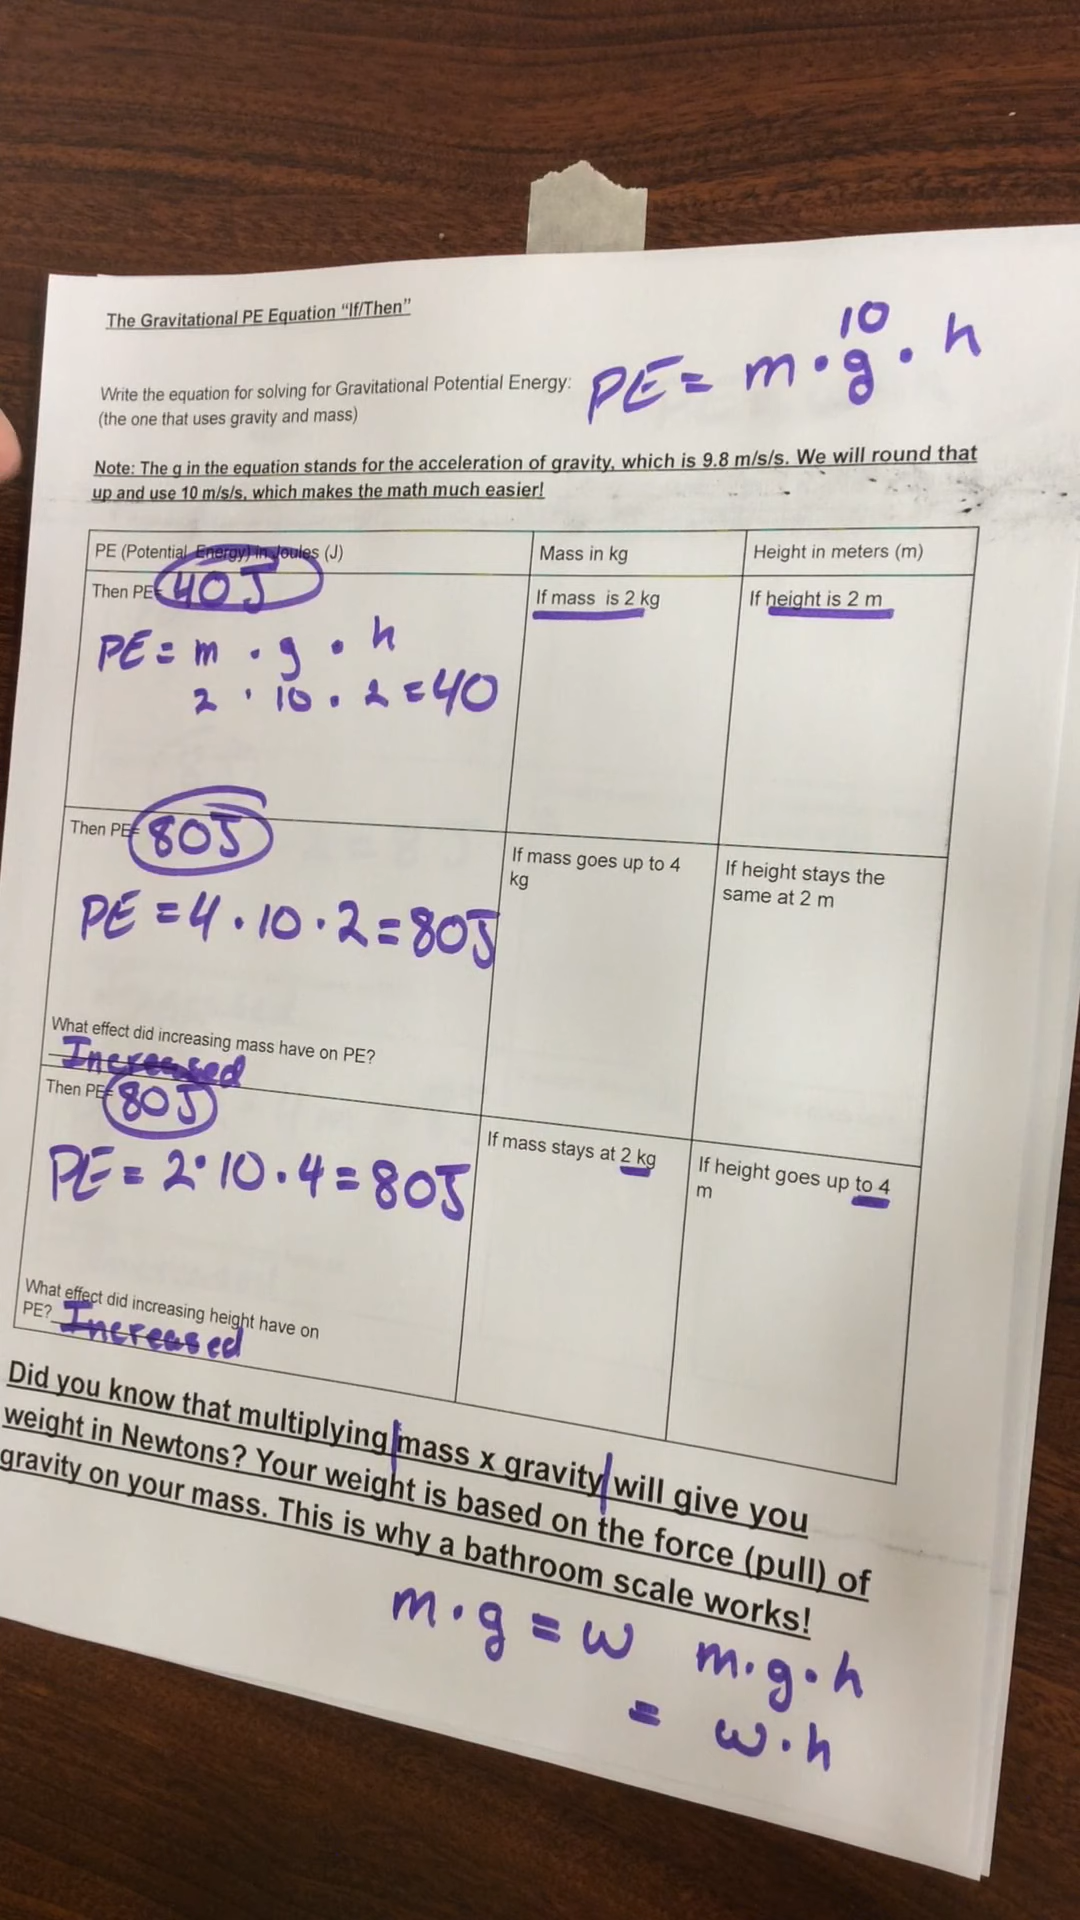 The Gravitational PE Equation "If/Then"
10
Write the equation for solving for Gravitational Potential Energy: PE = m · g · h
(the one that uses gravity and mass)
Note: The g in the equation stands for the acceleration of gravity, which is 9.8 m/s/s. We will round that
up and use 10 m/s/s, which makes the math much easier!
PE (Potential Energy) in Joules (J)
Mass in kg
Height in meters (m)
Then PE= 40J
PE = m · g · h
2 · 10 · 2 = 40
If mass is 2 kg
If height is 2 m
Then PE= 80J
PE = 4 · 10 · 2 = 80J
What effect did increasing mass have on PE?
Increased
If mass goes up to 4
kg
If height stays the
same at 2 m
Then PE= 80J
PE = 2 · 10 · 4 = 80J
What effect did increasing height have on
PE? Increased
If mass stays at 2 kg
If height goes up to 4
m
Did you know that multiplying mass x gravity will give you
weight in Newtons? Your weight is based on the force (pull) of
gravity on your mass. This is why a bathroom scale works!
m · g = w
m · g · h
= w · h